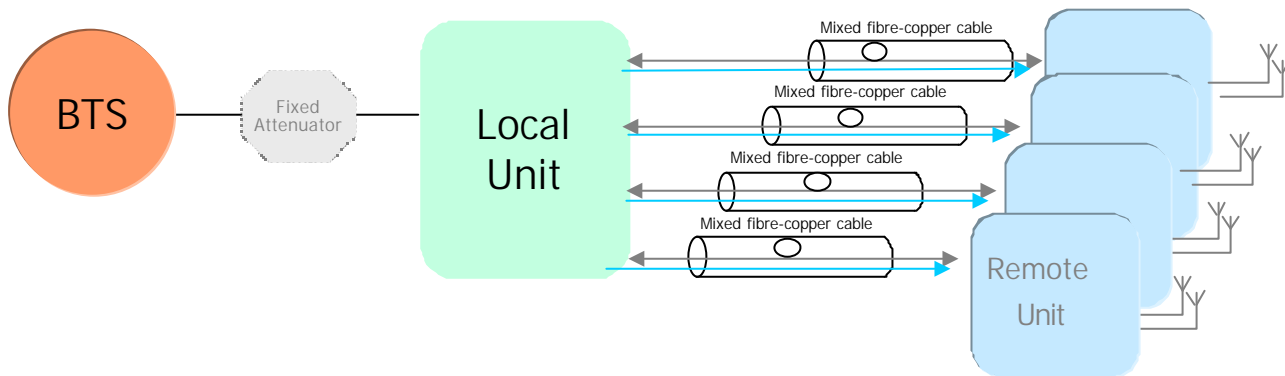 Mixed fibre-copper cable
Mixed fibre-copper cable
BTS
Fixed
Attenuator
Local
Unit
Mixed fibre-copper cable
Mixed fibre-copper cable
Remote
Unit